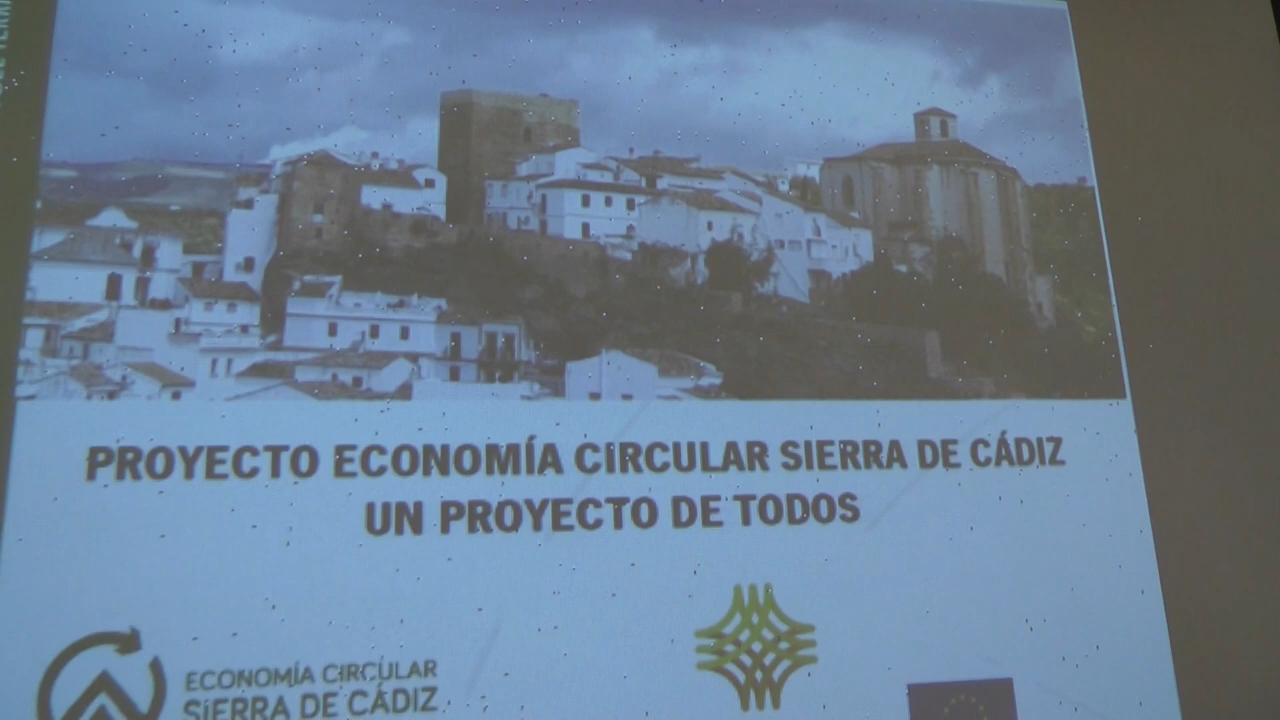 PROYECTO ECONOMÍA CIRCULAR SIERRA DE CÁDIZ
UN PROYECTO DE TODOS
ECONOMÍA CIRCULAR
SIERRA DE CÁDIZ